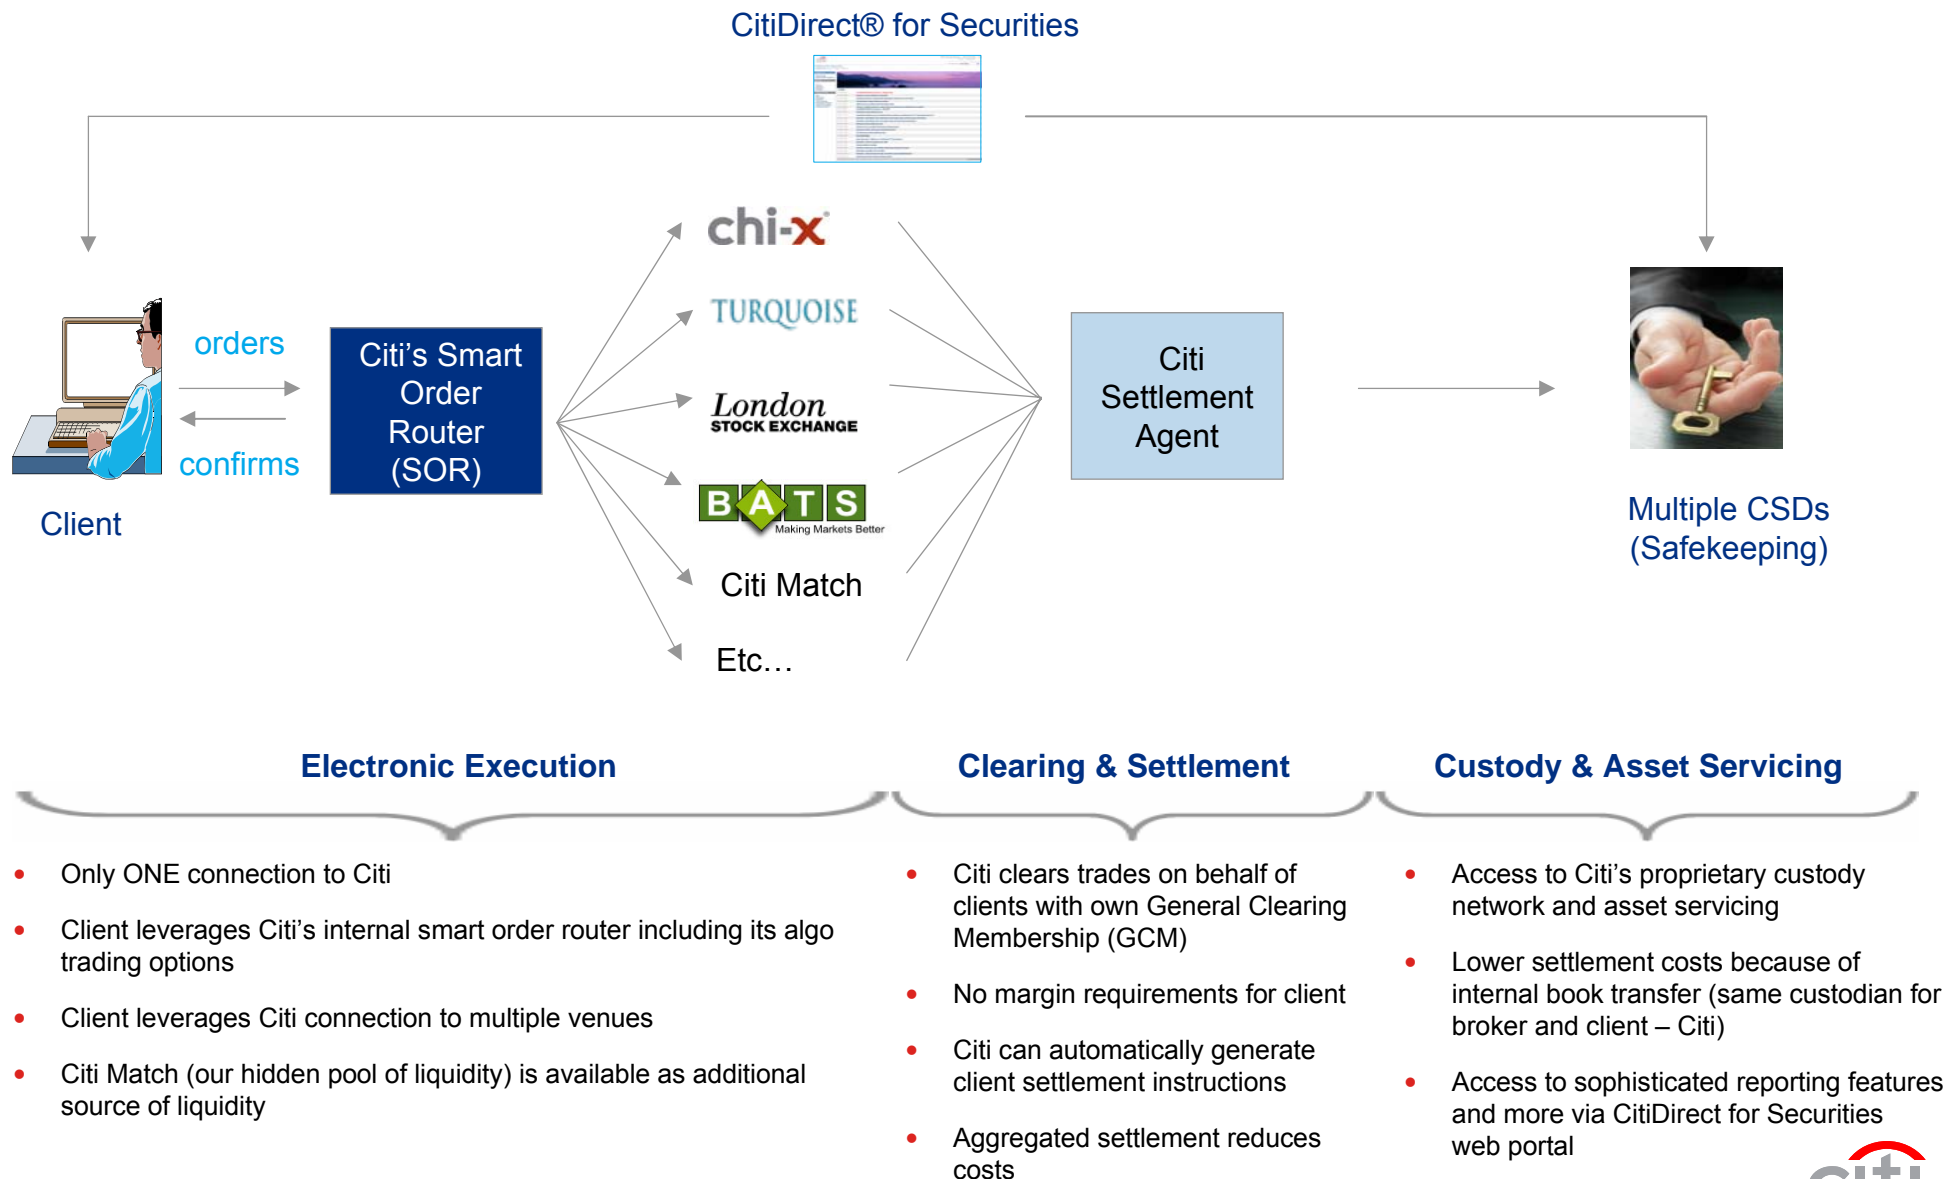 CitiDirect® for Securities
chi-x®
TURQUOISE
London
STOCK EXCHANGE
BATS
Making Markets Better
Citi Match
Etc…
orders
confirms
Client
Citi’s Smart
Order
Router
(SOR)
Citi
Settlement
Agent
Multiple CSDs
(Safekeeping)
Electronic Execution
• Only ONE connection to Citi
• Client leverages Citi’s internal smart order router including its algo
trading options
• Client leverages Citi connection to multiple venues
• Citi Match (our hidden pool of liquidity) is available as additional
source of liquidity
Clearing & Settlement
• Citi clears trades on behalf of
clients with own General Clearing
Membership (GCM)
• No margin requirements for client
• Citi can automatically generate
client settlement instructions
• Aggregated settlement reduces
costs
Custody & Asset Servicing
• Access to Citi’s proprietary custody
network and asset servicing
• Lower settlement costs because of
internal book transfer (same custodian for
broker and client – Citi)
• Access to sophisticated reporting features
and more via CitiDirect for Securities
web portal
citi